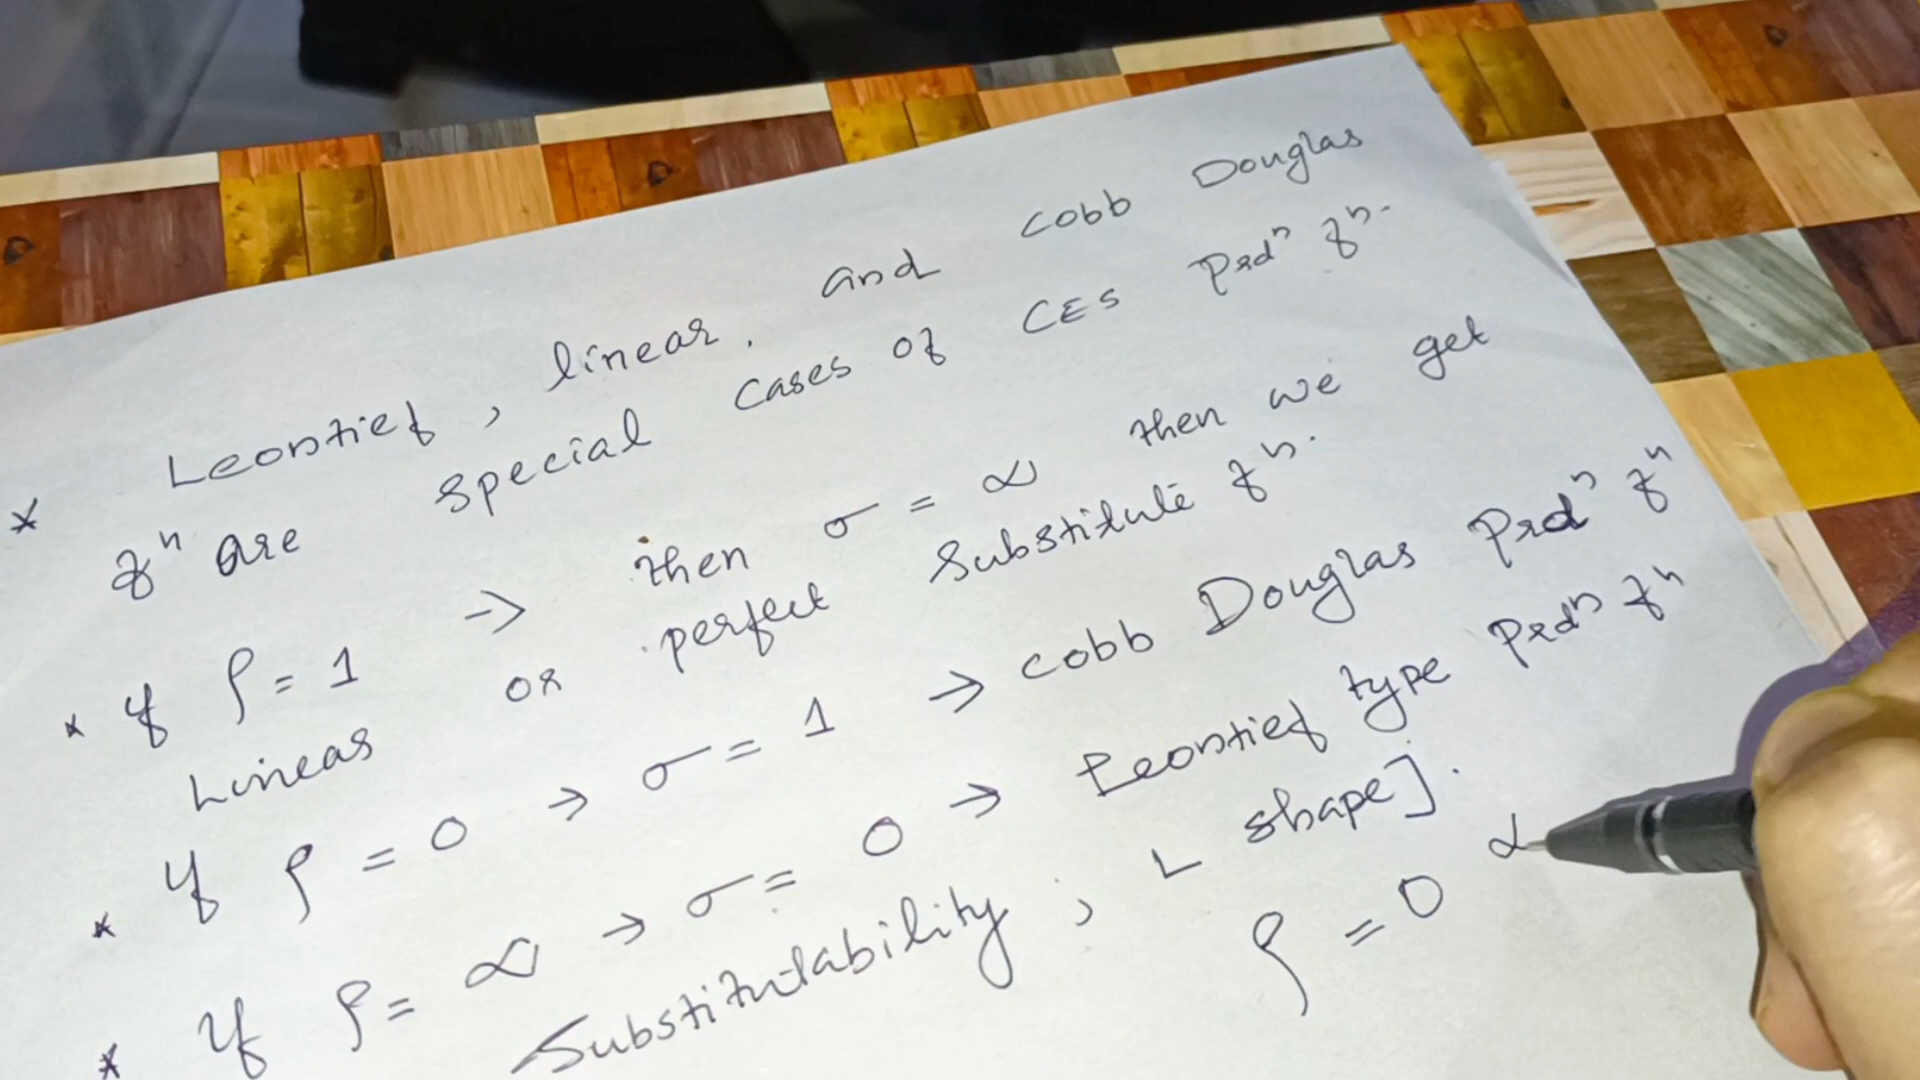 * Leontief, linear, and cobb Douglas
fⁿ are special cases of CES Prdⁿ fⁿ.
* If ρ = 1 → then σ = ∞ then we get
Linear or perfect substitute fⁿ.
* If ρ = 0 → σ = 1 → cobb Douglas Prdⁿ fⁿ
* If ρ = ∞ → σ = 0 → Leontief type Prdⁿ fⁿ
Substitutability, L shape].
ρ = 0